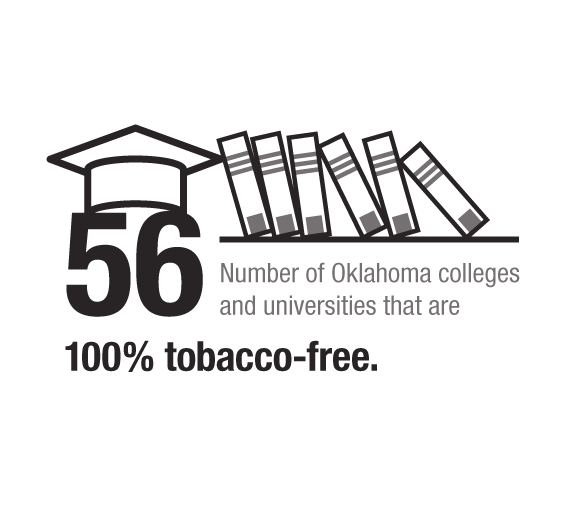 56
Number of Oklahoma colleges
and universities that are
100% tobacco-free.